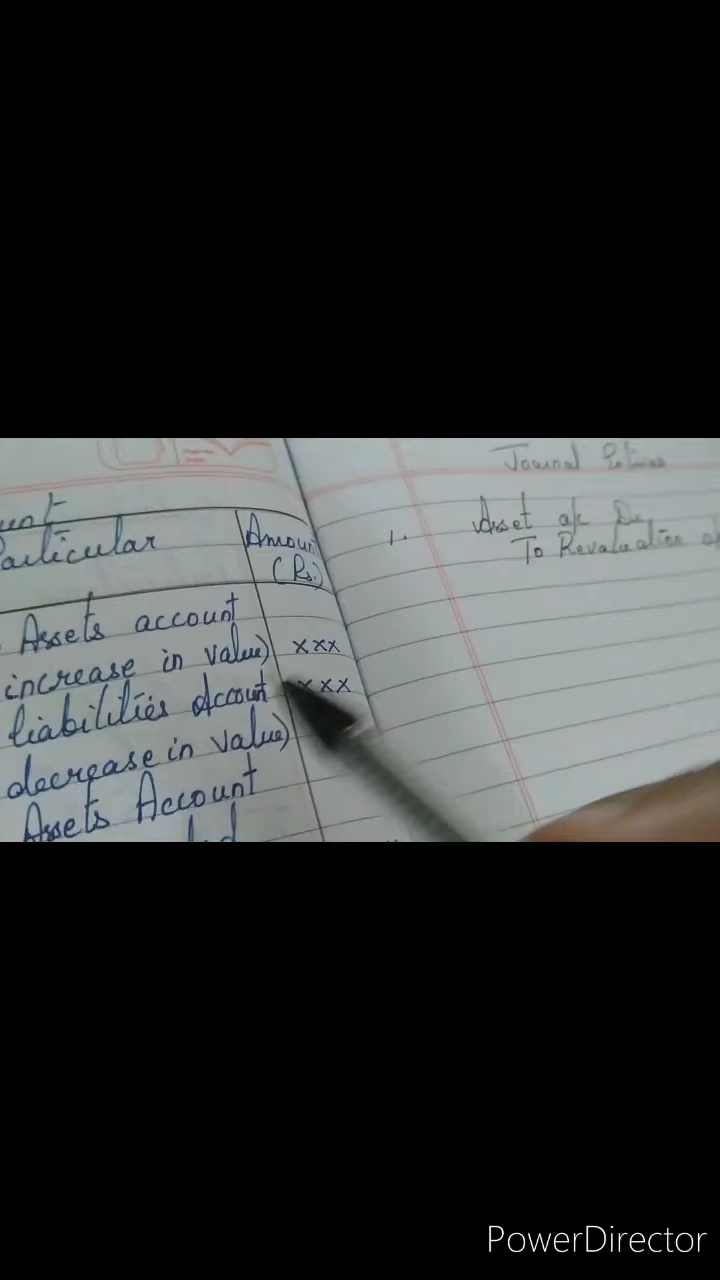 Particular
Amount
(Rs.)
Assets account
increase in value) xxx
liabilities Account xxx
decrease in value)
Assets Account
Journal Entries
1. Asset a/c Dr
To Revaluation a
PowerDirector